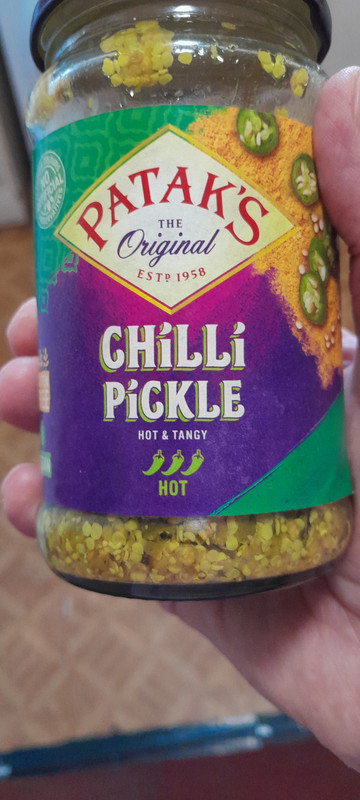 PATAK'S
THE
Original
ESTD 1958
CHiLLi
PiCKLE
HOT & TANGY
HOT